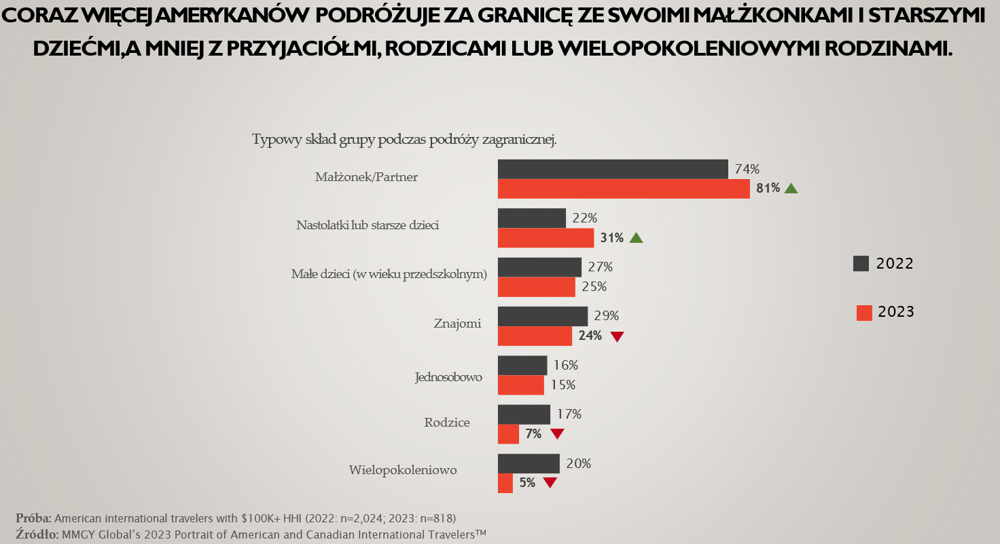 CORAZ WIĘCEJ AMERYKANÓW PODRÓŻUJE ZA GRANICĘ ZE SWOIMI MAŁŻKONKAMI I STARSZYMI
DZIEĆMI,A MNIEJ Z PRZYJACIÓŁMI, RODZICAMI LUB WIELOPOKOLENIOWYMI RODZINAMI.
Typowy skład grupy podczas podróży zagranicznej.
Małżonek/Partner
74%
81%
Nastolatki lub starsze dzieci
22%
31%
Małe dzieci (w wieku przedszkolnym)
27%
25%
Znajomi
29%
24%
Jednosobowo
16%
15%
Rodzice
17%
7%
Wielopokoleniowo
20%
5%
2022
2023
Próba: American international travelers with $100K+ HHI (2022: n=2,024; 2023: n=818)
Źródło: MMGY Global’s 2023 Portrait of American and Canadian International Travelers™